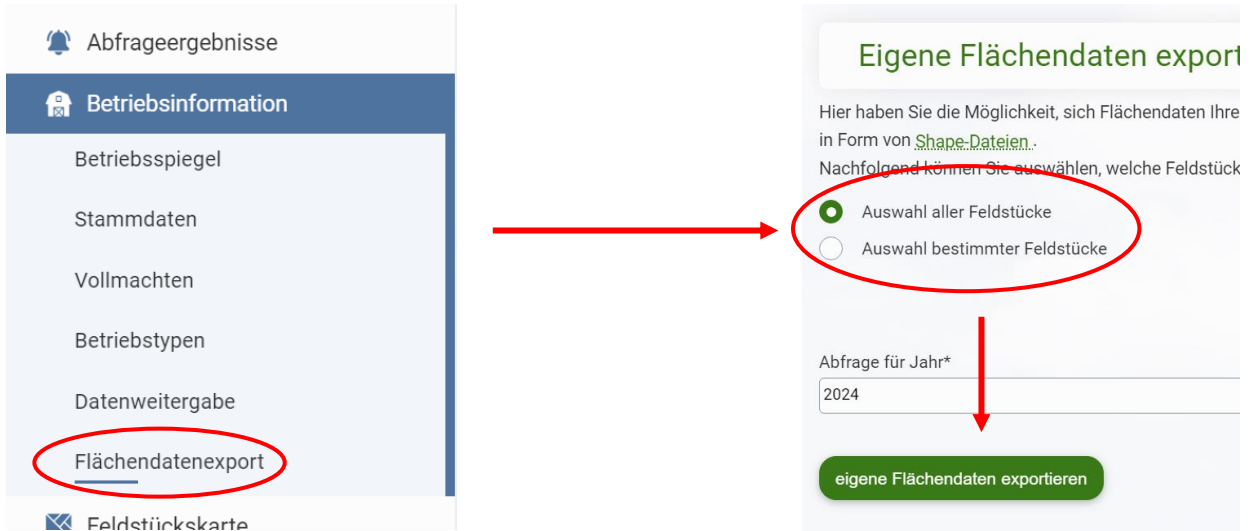 Abfrageergebnisse
Betriebsinformation
Betriebsspiegel
Stammdaten
Vollmachten
Betriebstypen
Datenweitergabe
Flächendatenexport
Feldstückskarte
Eigene Flächendaten export
Hier haben Sie die Möglichkeit, sich Flächendaten Ihre
in Form von Shape-Dateien .
Nachfolgend können Sie auswählen, welche Feldstück
Auswahl aller Feldstücke
Auswahl bestimmter Feldstücke
Abfrage für Jahr*
2024
eigene Flächendaten exportieren